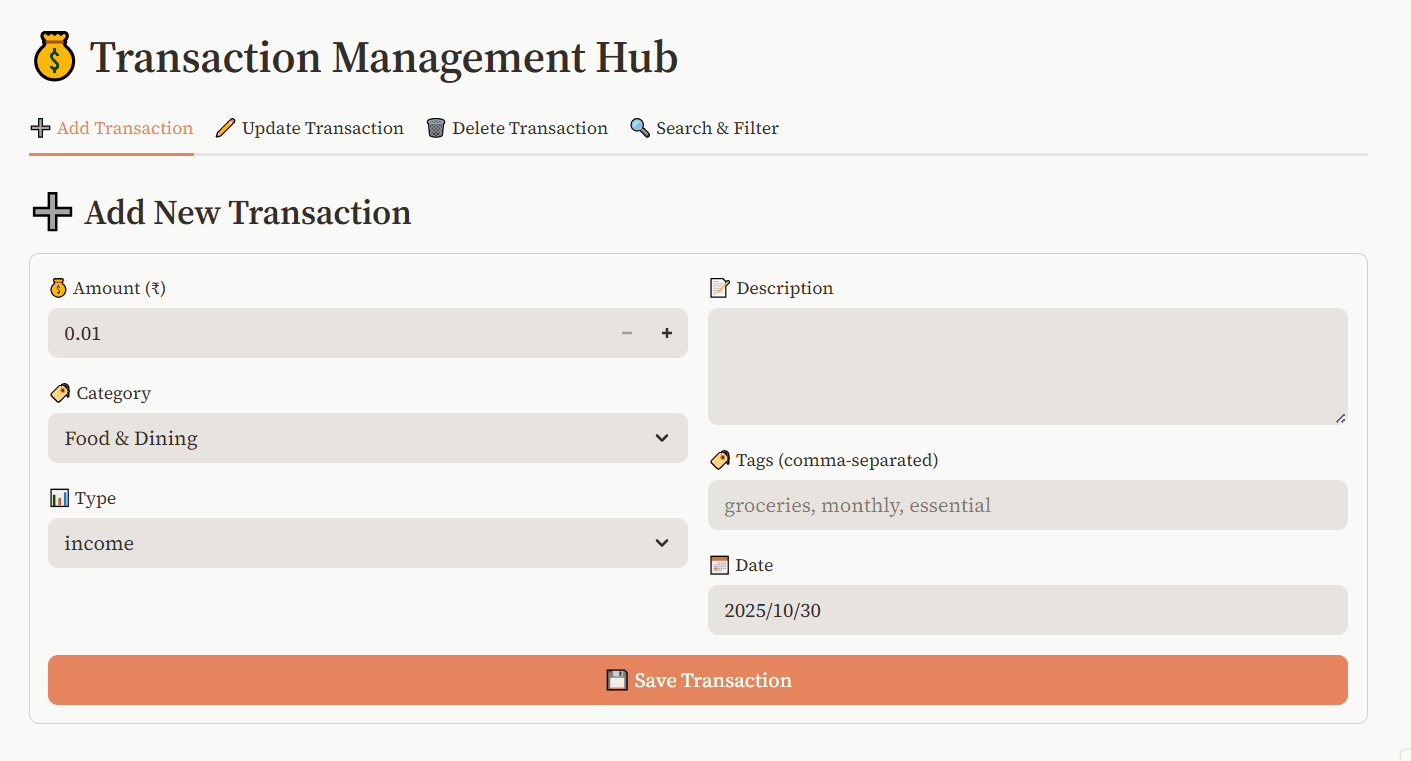 Transaction Management Hub
Add Transaction Update Transaction Delete Transaction Search & Filter
Add New Transaction
Amount (₹)
0.01
Category
Food & Dining
Type
income
Description
Tags (comma-separated)
groceries, monthly, essential
Date
2025/10/30
Save Transaction